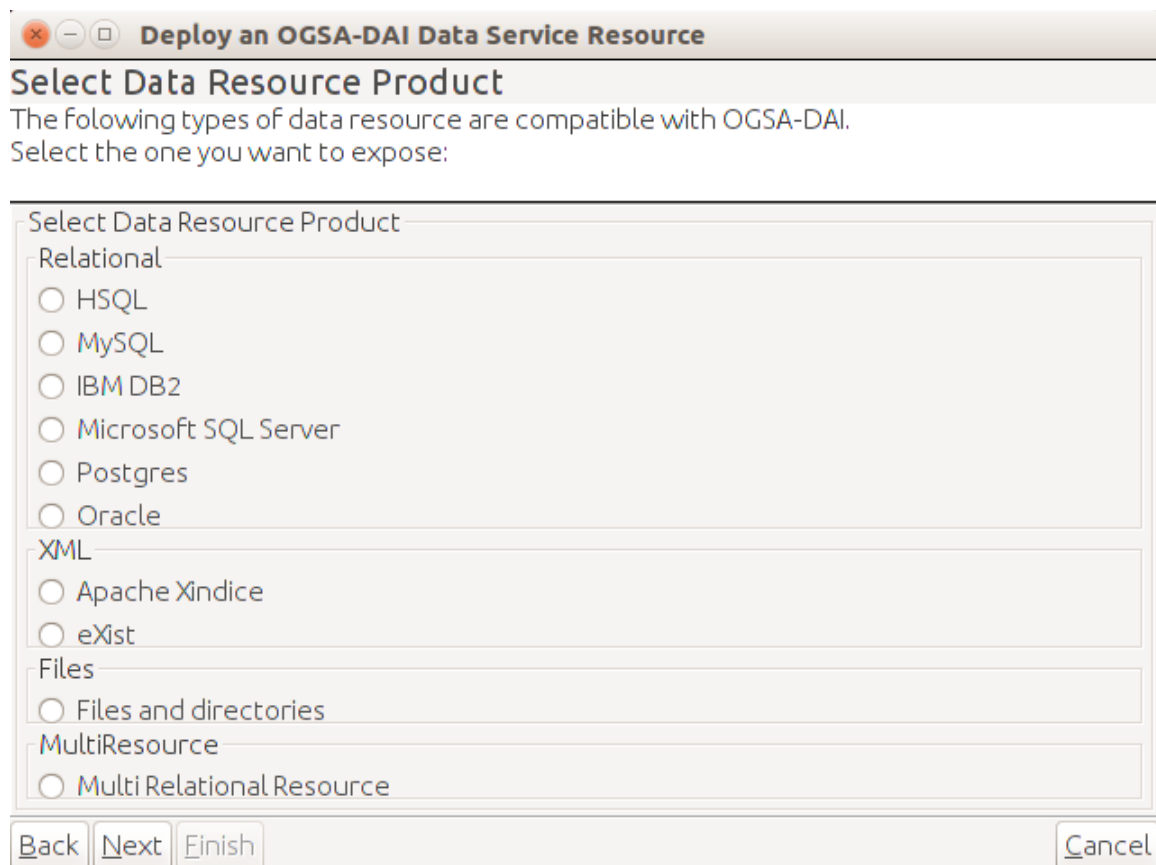 Deploy an OGSA-DAI Data Service Resource
Select Data Resource Product
The folowing types of data resource are compatible with OGSA-DAI.
Select the one you want to expose:
Select Data Resource Product
Relational
HSQL
MySQL
IBM DB2
Microsoft SQL Server
Postgres
Oracle
XML
Apache Xindice
eXist
Files
Files and directories
MultiResource
Multi Relational Resource
Back Next Finish Cancel